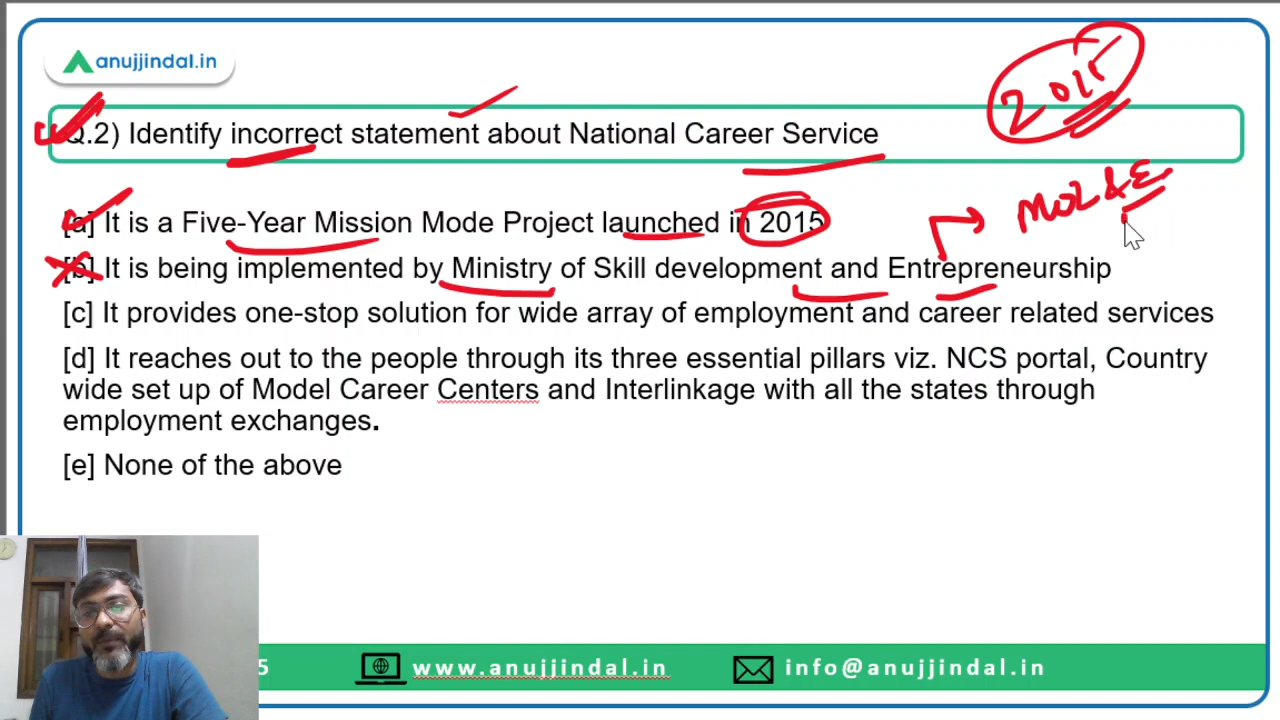 anujjindal.in
2015
Q.2) Identify incorrect statement about National Career Service
[a] It is a Five-Year Mission Mode Project launched in 2015
MOL & E
[b] It is being implemented by Ministry of Skill development and Entrepreneurship
[c] It provides one-stop solution for wide array of employment and career related services
[d] It reaches out to the people through its three essential pillars viz. NCS portal, Country
wide set up of Model Career Centers and Interlinkage with all the states through
employment exchanges.
[e] None of the above
5 www.anujjindal.in info@anujjindal.in